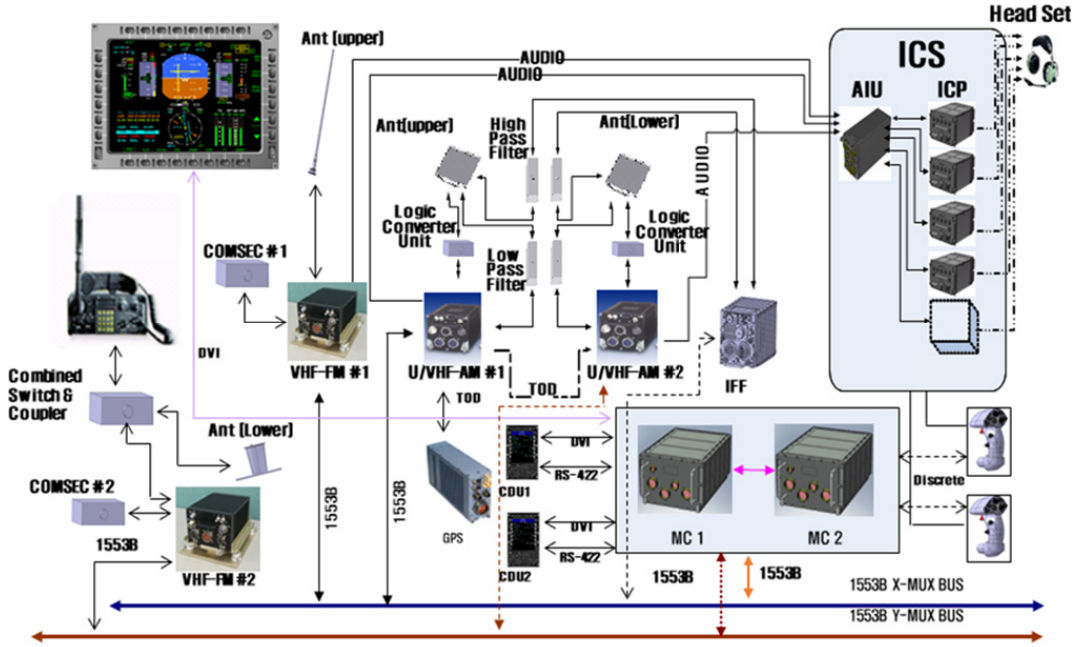 Head Set
Ant (upper)
AUDIO
AUDIO
ICS
AIU
ICP
Ant(upper)
High
Pass
Filter
Ant(Lower)
AUDIO
Logic
Converter
Unit
Logic
Converter
Unit
COMSEC #1
Low
Pass
Filter
DVI
VHF-FM #1
U/VHF-AM #1
U/VHF-AM #2
IFF
TOD
TOD
Combined
Switch &
Coupler
Ant (Lower)
COMSEC #2
1553B
VHF-FM #2
1553B
1553B
GPS
CDU1
DVI
RS-422
CDU2
DVI
RS-422
MC 1
MC 2
Discrete
1553B
1553B
1553B X-MUX BUS
1553B Y-MUX BUS